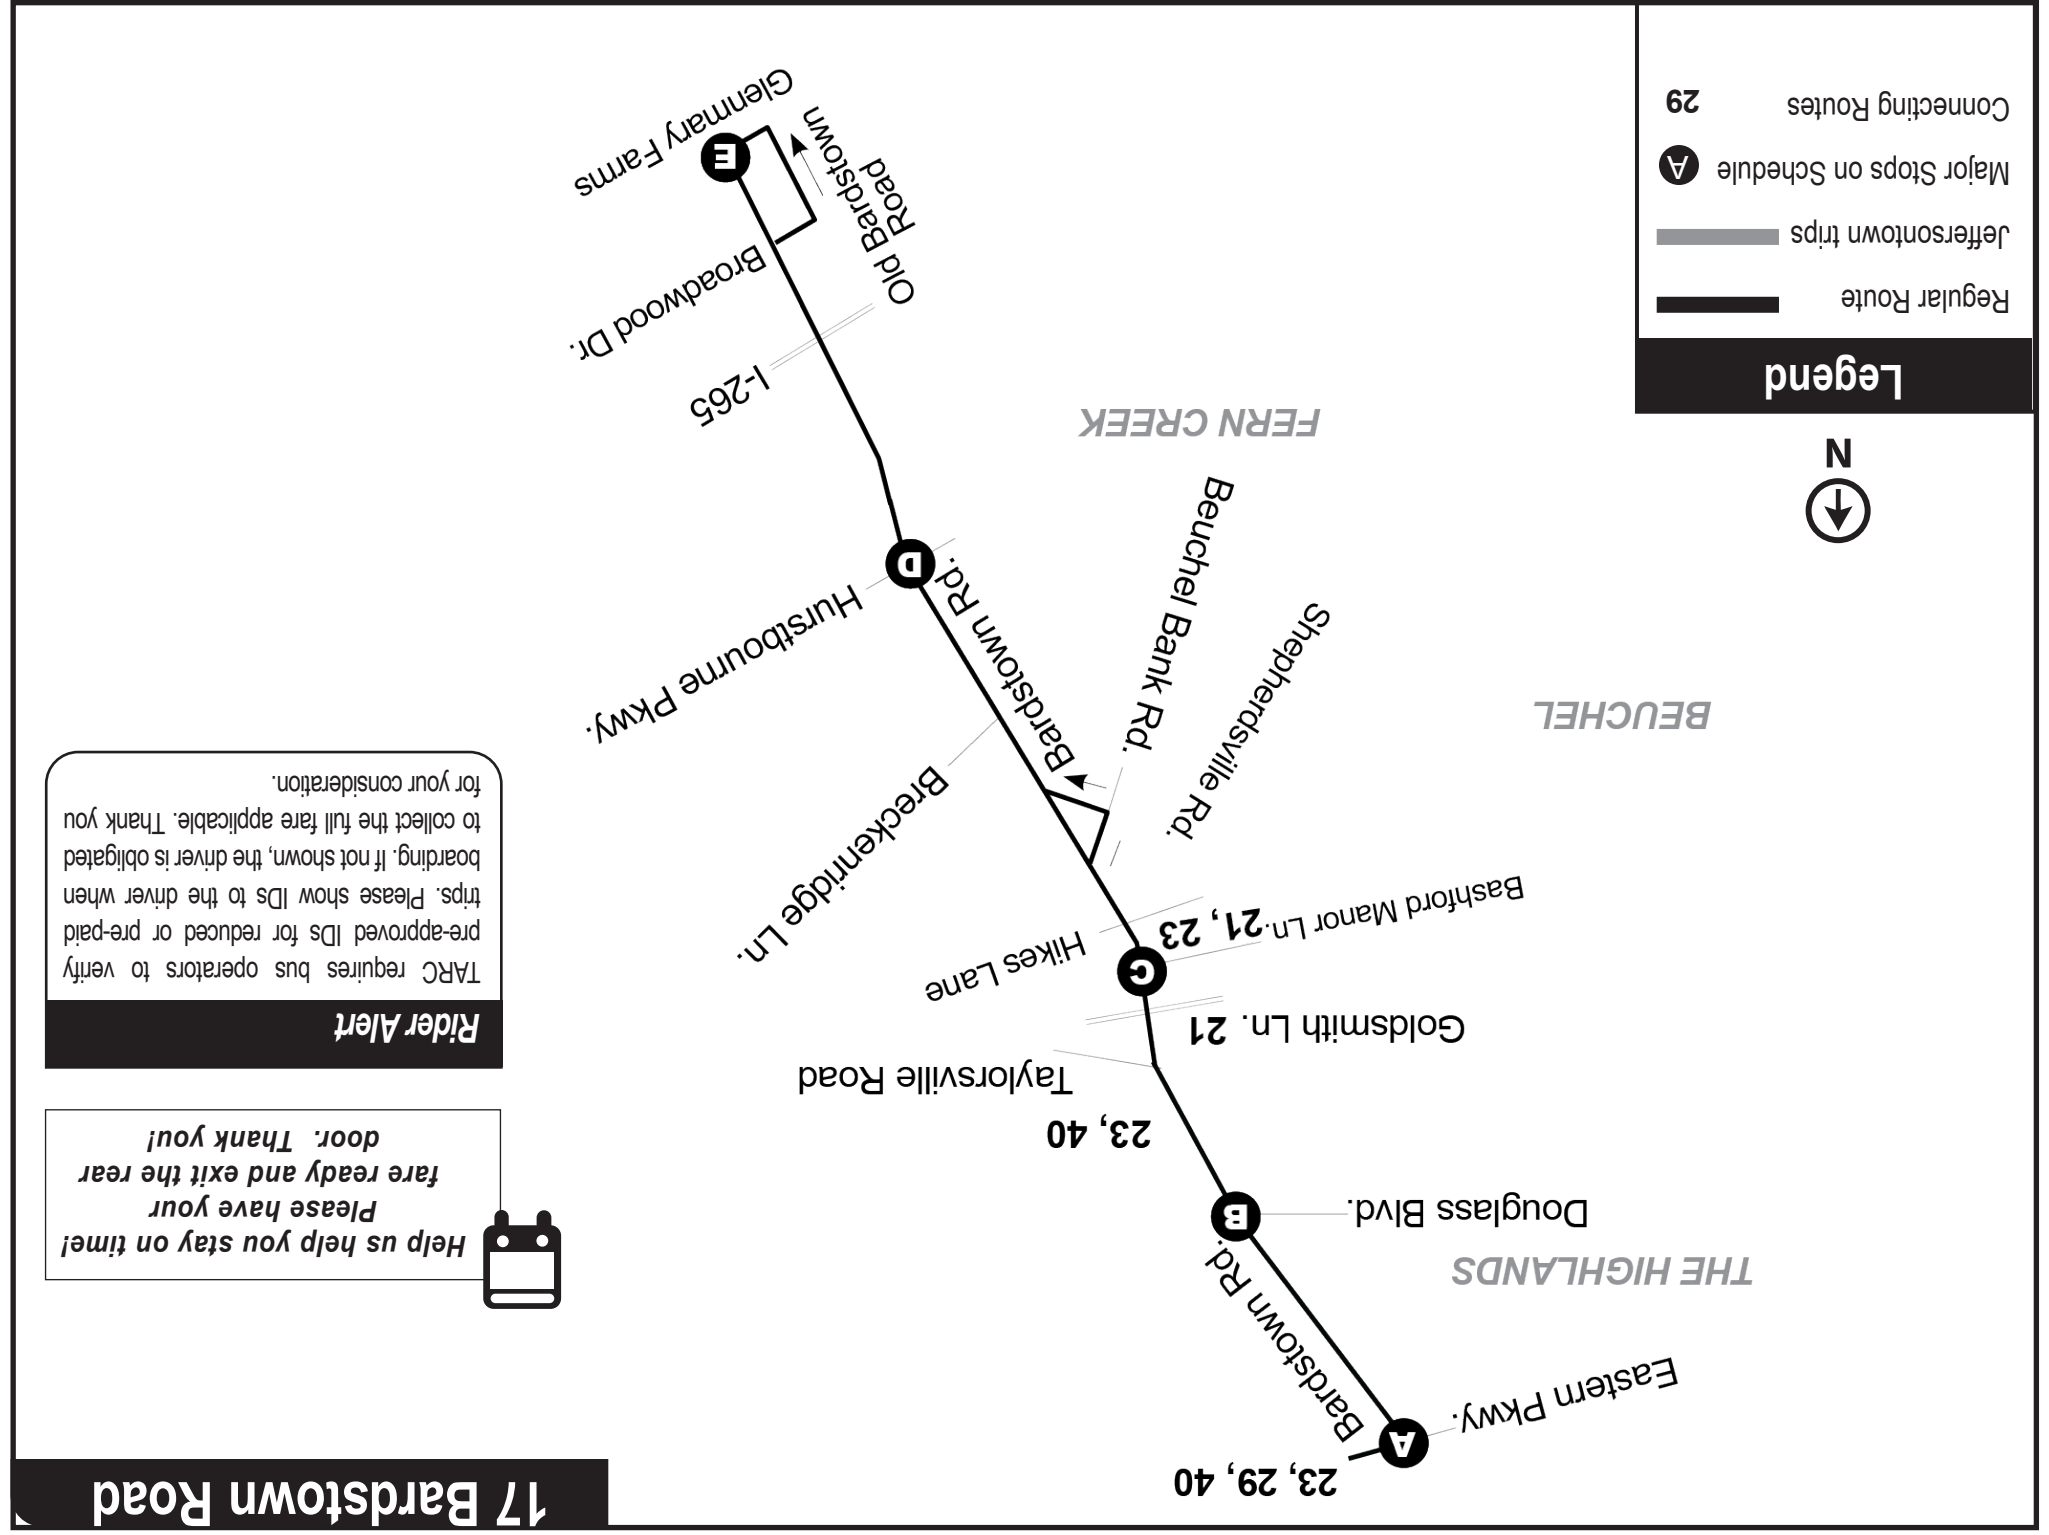 17 Bardstown Road
23, 29, 40
A
Eastern Pkwy.
Bardstown Rd.
THE HIGHLANDS
B
Douglass Blvd.
23, 40
Taylorsville Road
Goldsmith Ln. 21
C
Bashford Manor Ln.
21, 23
Hikes Lane
Shepherdsville Rd.
Beuchel Bank Rd.
BEUCHEL
Breckenridge Ln.
Bardstown Rd.
Hurstbourne Pkwy.
D
FERN CREEK
I-265
Broadwood Dr.
Old Bardstown
Road
E
Glenmary Farms
Help us help you stay on time!
Please have your
fare ready and exit the rear
door. Thank you!
Rider Alert
TARC requires bus operators to verify
pre-approved IDs for reduced or pre-paid
trips. Please show IDs to the driver when
boarding. If not shown, the driver is obligated
to collect the full fare applicable. Thank you
for your consideration.
N
Legend
Regular Route
Jeffersontown trips
Major Stops on Schedule A
Connecting Routes 29